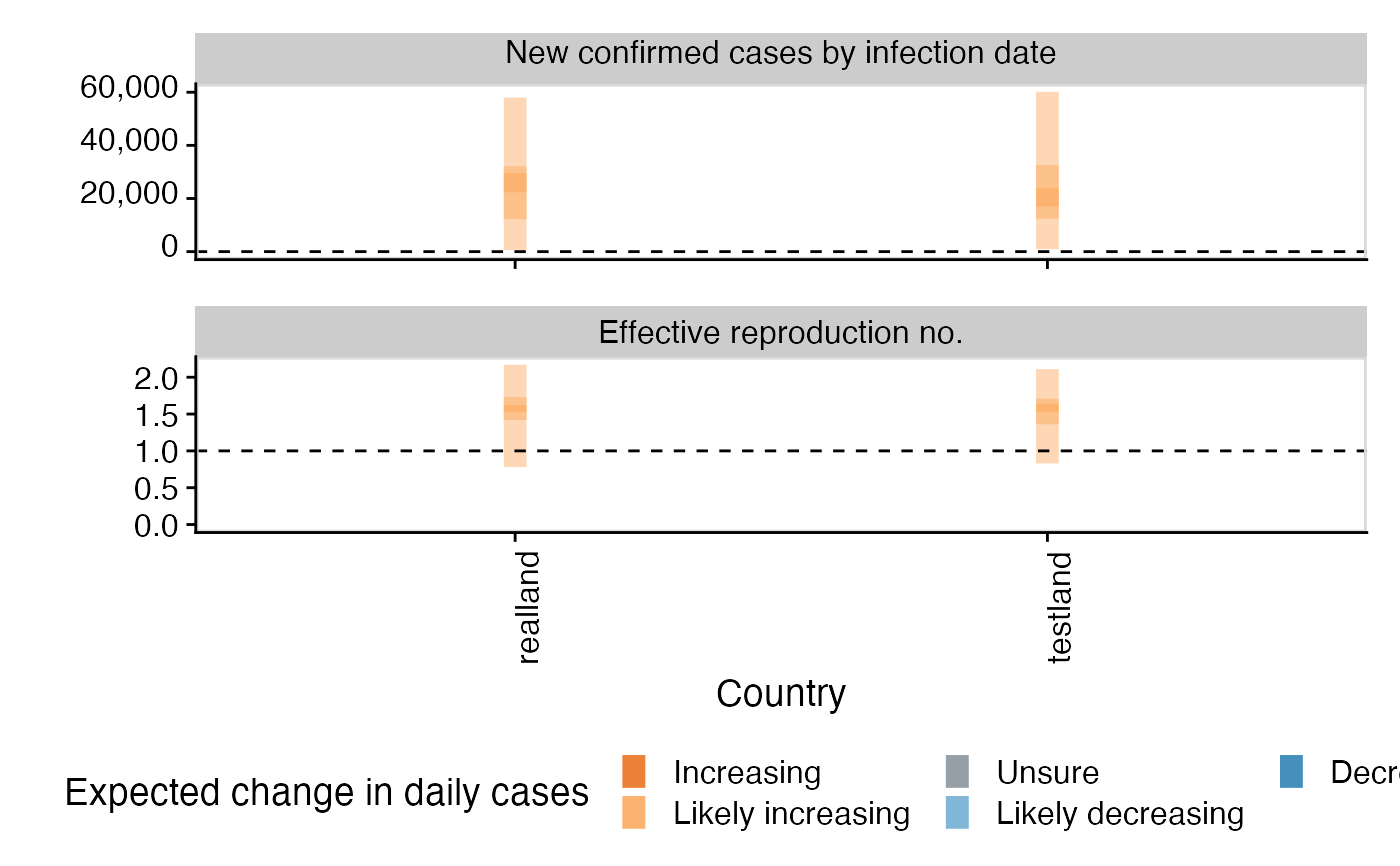 New confirmed cases by infection date
60,000
40,000
20,000
0
Effective reproduction no.
2.0
1.5
1.0
0.5
0.0
realland
testland
Country
Expected change in daily cases
Increasing
Unsure
Likely increasing
Likely decreasing